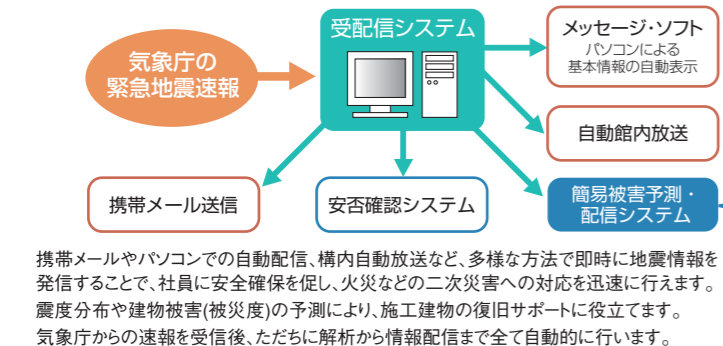 気象庁の
緊急地震速報
受配信システム
メッセージ・ソフト
パソコンによる
基本情報の自動表示
自動館内放送
携帯メール送信
安否確認システム
簡易被害予測・
配信システム
携帯メールやパソコンでの自動配信、構内自動放送など、多様な方法で即時に地震情報を
発信することで、社員に安全確保を促し、火災などの二次災害への対応を迅速に行えます。
震度分布や建物被害(被災度)の予測により、施工建物の復旧サポートに役立てます。
気象庁からの速報を受信後、ただちに解析から情報配信まで全て自動的に行います。